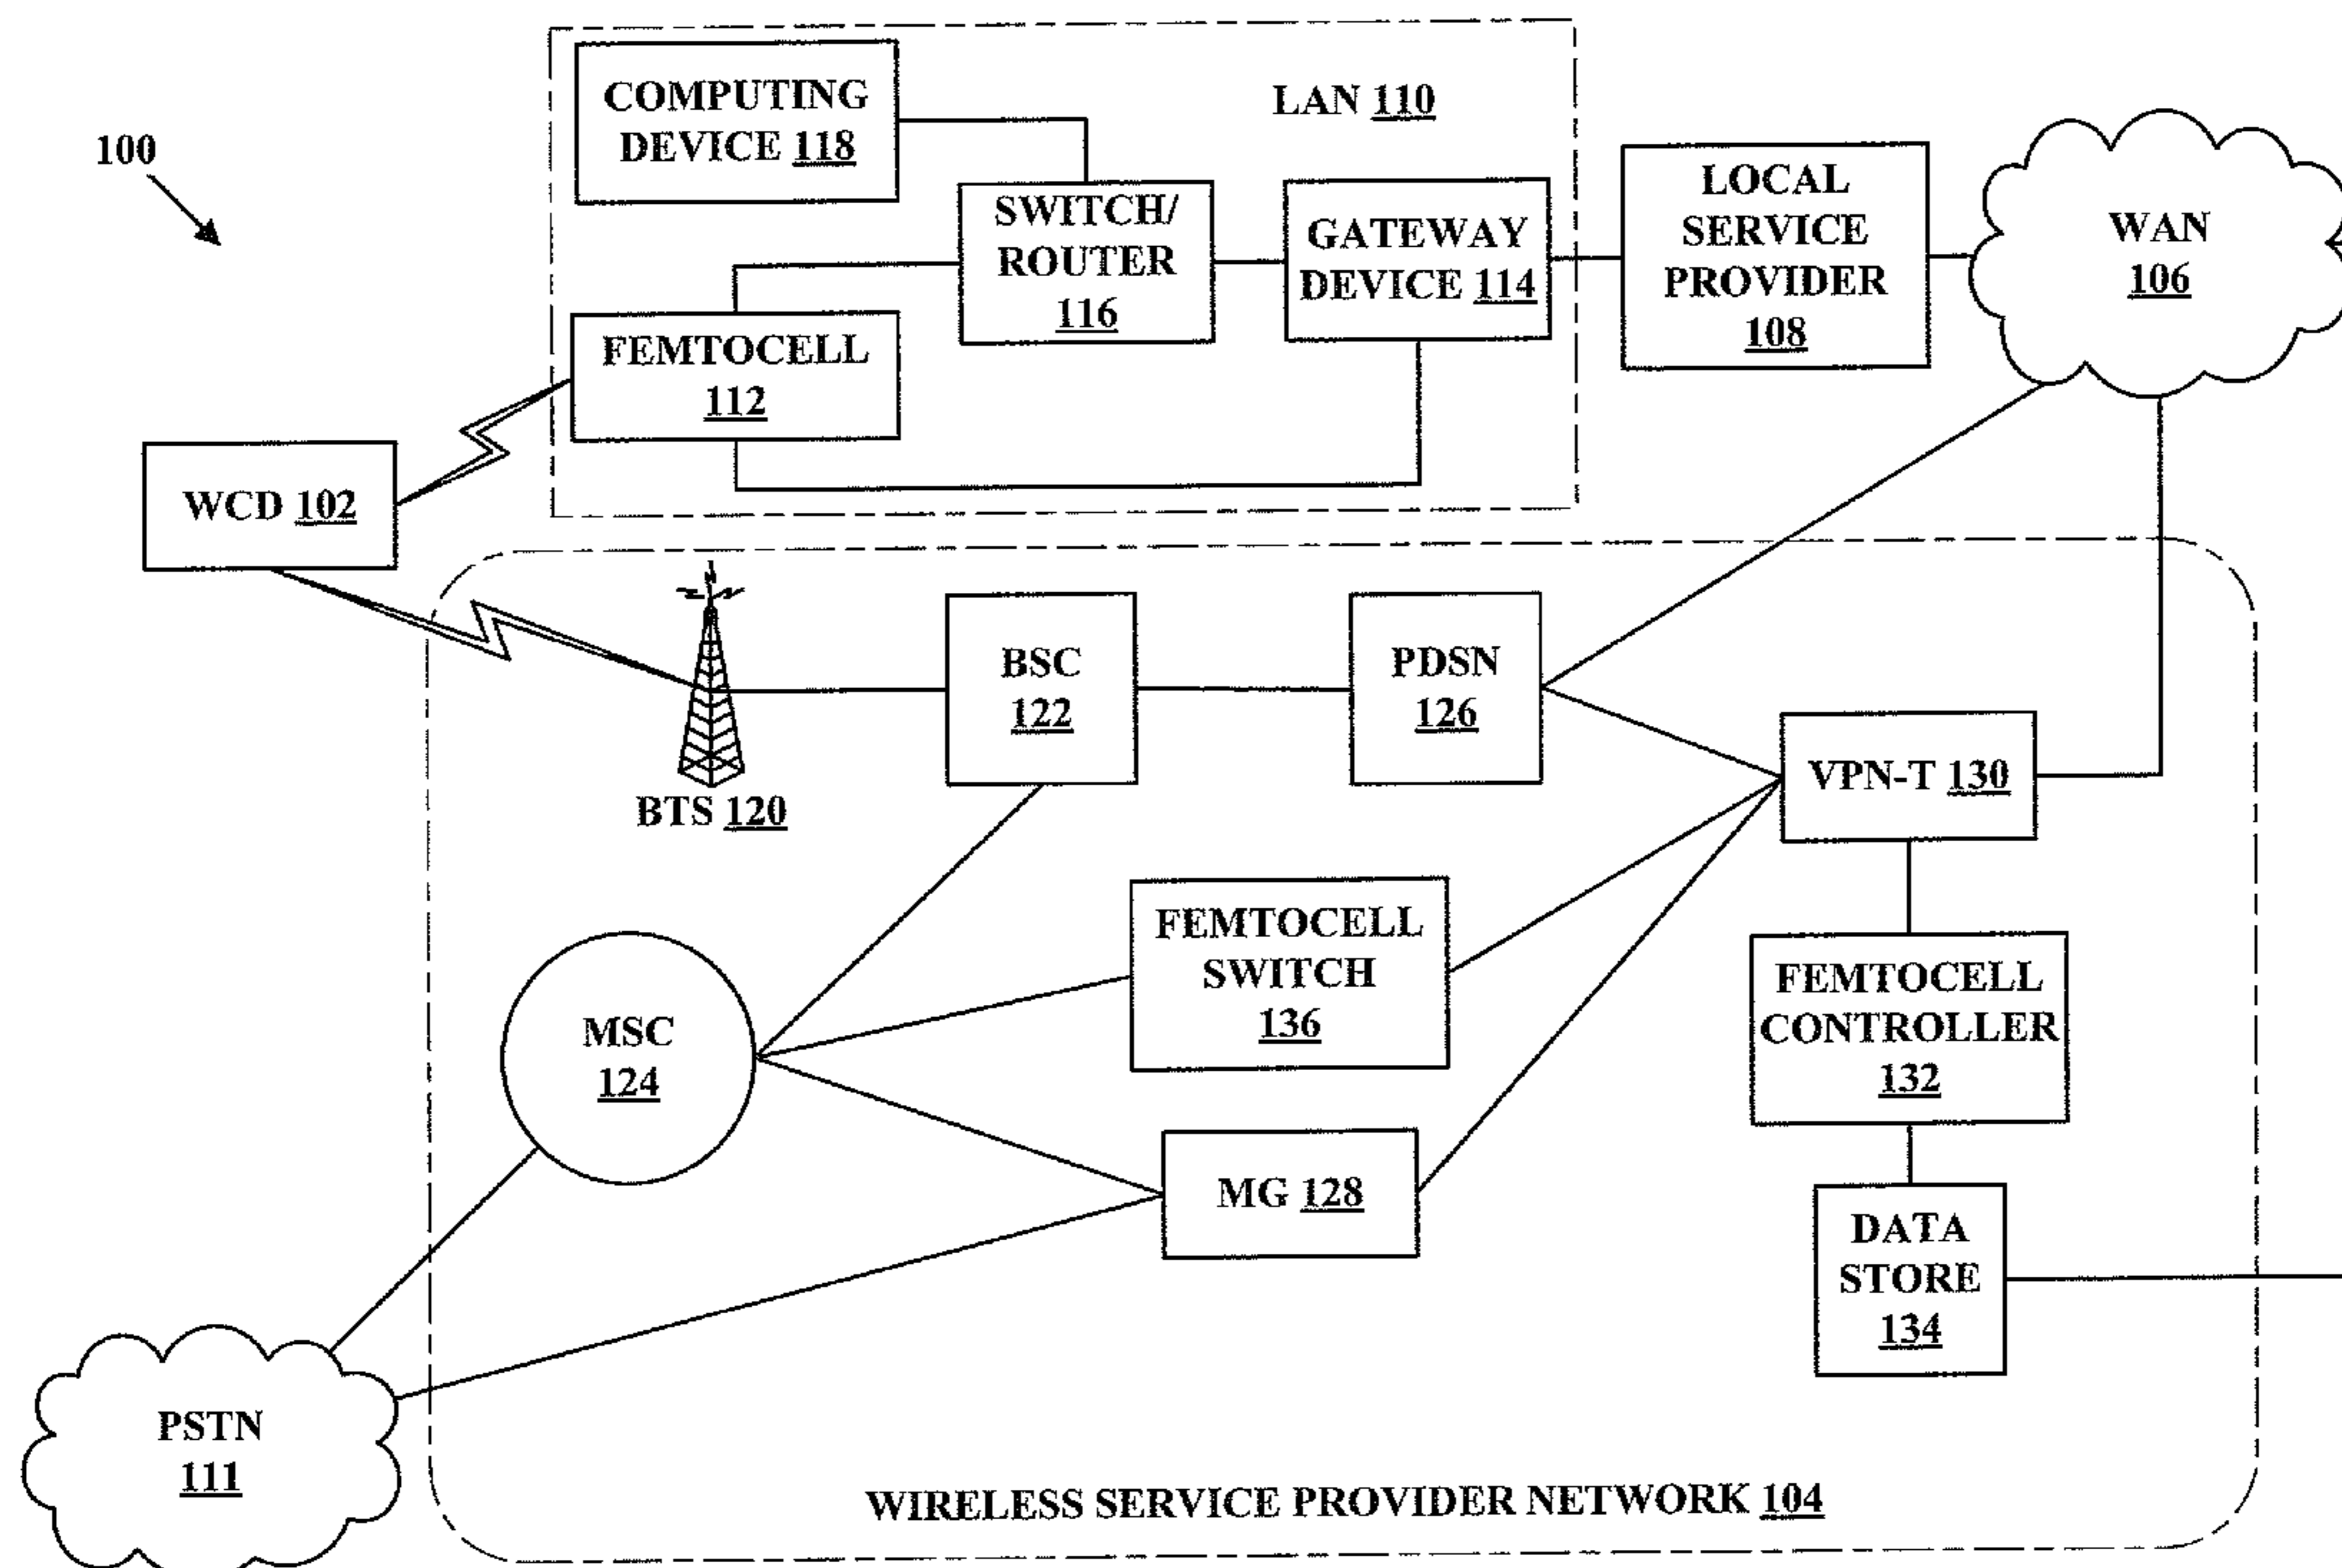 100
COMPUTING
DEVICE 118
LAN 110
SWITCH/
ROUTER
116
GATEWAY
DEVICE 114
LOCAL
SERVICE
PROVIDER
108
WAN
106
FEMTOCELL
112
WCD 102
BTS 120
BSC
122
PDSN
126
VPN-T 130
FEMTOCELL
SWITCH
136
FEMTOCELL
CONTROLLER
132
MSC
124
MG 128
DATA
STORE
134
PSTN
111
WIRELESS SERVICE PROVIDER NETWORK 104